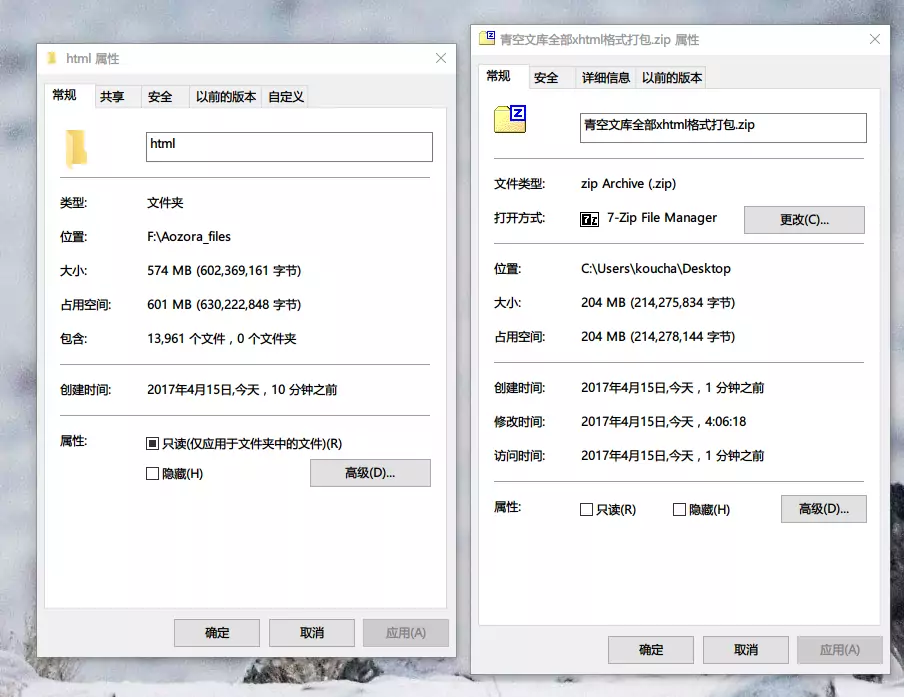 html 属性
常规 共享 安全 以前的版本 自定义
html
类型: 文件夹
位置: F:\Aozora_files
大小: 574 MB (602,369,161 字节)
占用空间: 601 MB (630,222,848 字节)
包含: 13,961 个文件，0 个文件夹
创建时间: 2017年4月15日,今天，10 分钟之前
属性: 只读(仅应用于文件夹中的文件)(R)
隐藏(H) 高级(D)...
确定 取消 应用(A)
青空文库全部xhtml格式打包.zip 属性
常规 安全 详细信息 以前的版本
Z
青空文库全部xhtml格式打包.zip
文件类型: zip Archive (.zip)
打开方式: 7z 7-Zip File Manager 更改(C)...
位置: C:\Users\koucha\Desktop
大小: 204 MB (214,275,834 字节)
占用空间: 204 MB (214,278,144 字节)
创建时间: 2017年4月15日,今天，1 分钟之前
修改时间: 2017年4月15日,今天，4:06:18
访问时间: 2017年4月15日,今天，1 分钟之前
属性: 只读(R) 隐藏(H) 高级(D)...
确定 取消 应用(A)